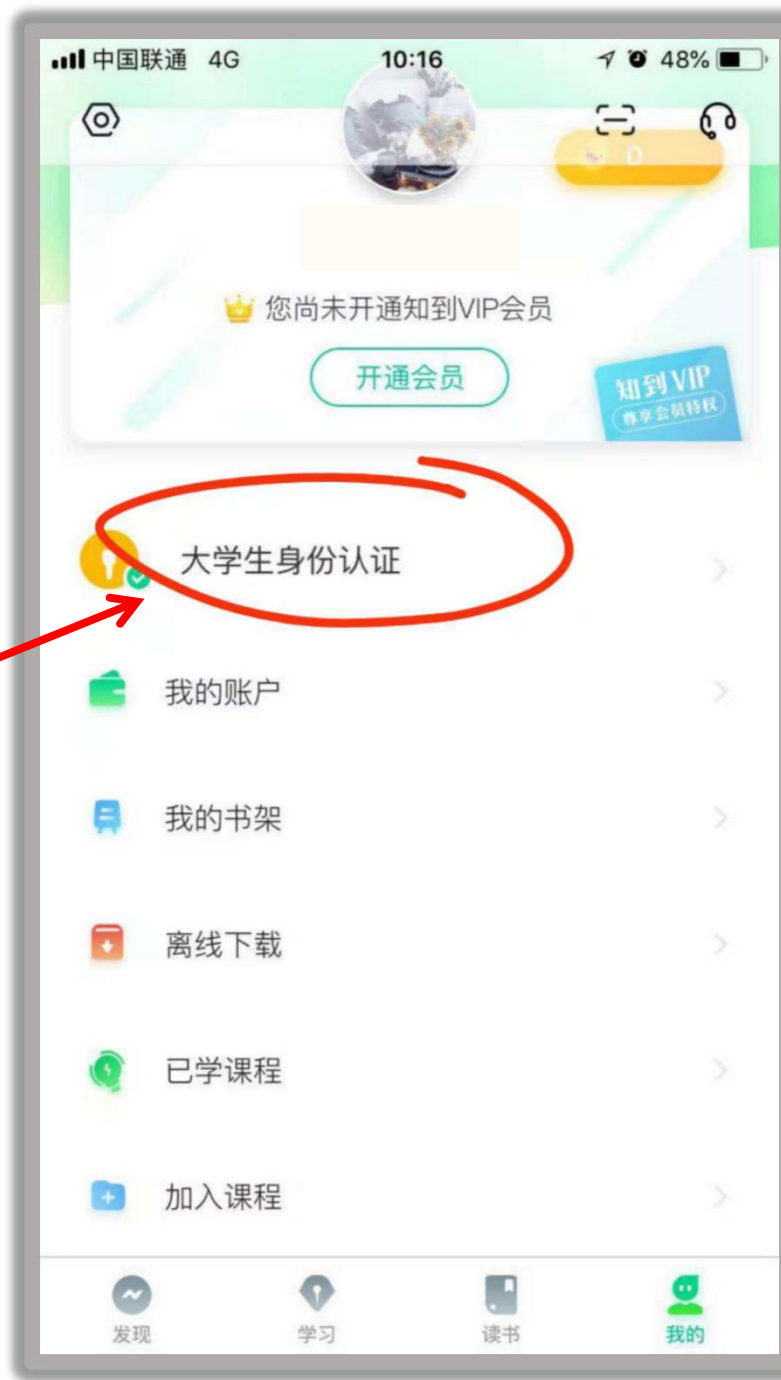 中国联通 4G 10:16 48%
0
您尚未开通知到VIP会员
开通会员
知到VIP
尊享会员特权
大学生身份认证
我的账户
我的书架
离线下载
已学课程
加入课程
发现 学习 读书 我的